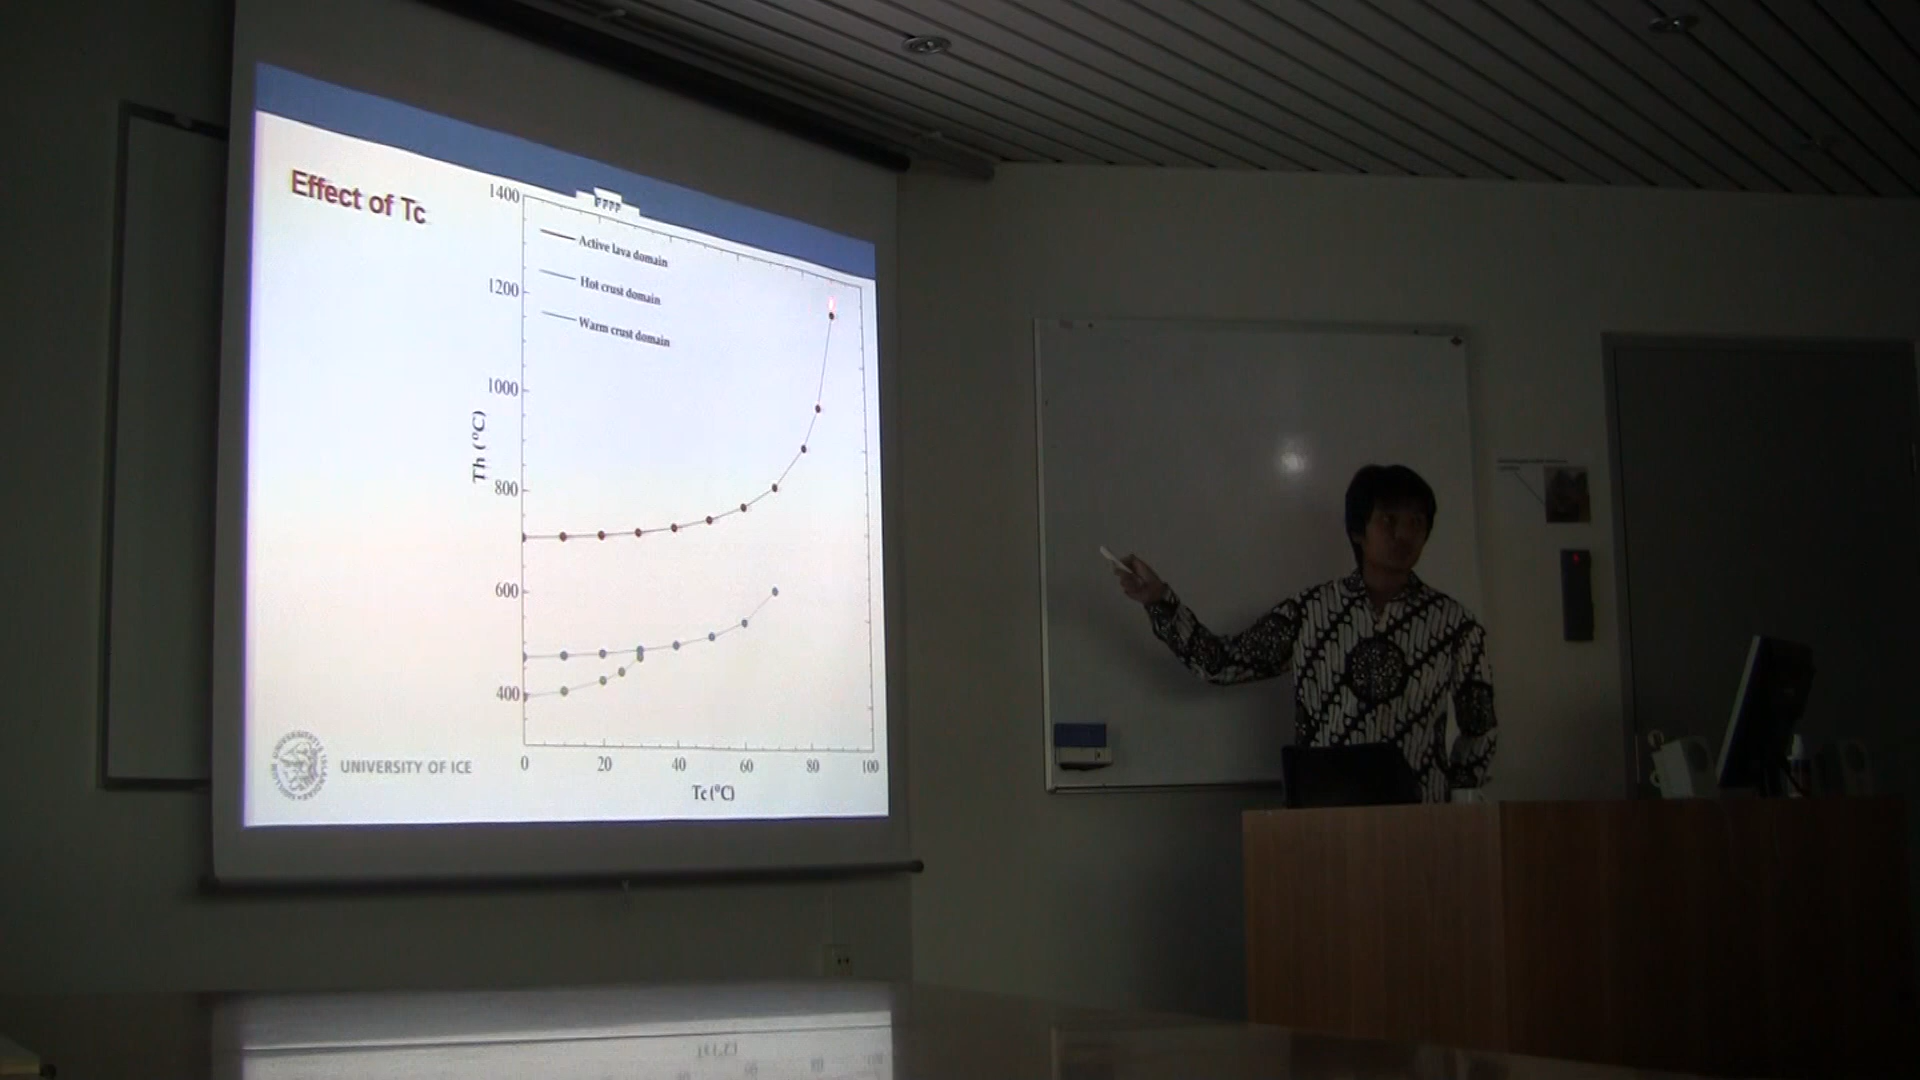 Effect of Tc
1400
1200
1000
800
600
400
Th (°C)
Active lava domain
Hot crust domain
Warm crust domain
0 20 40 60 80 100
Tc (°C)
UNIVERSITY OF ICE